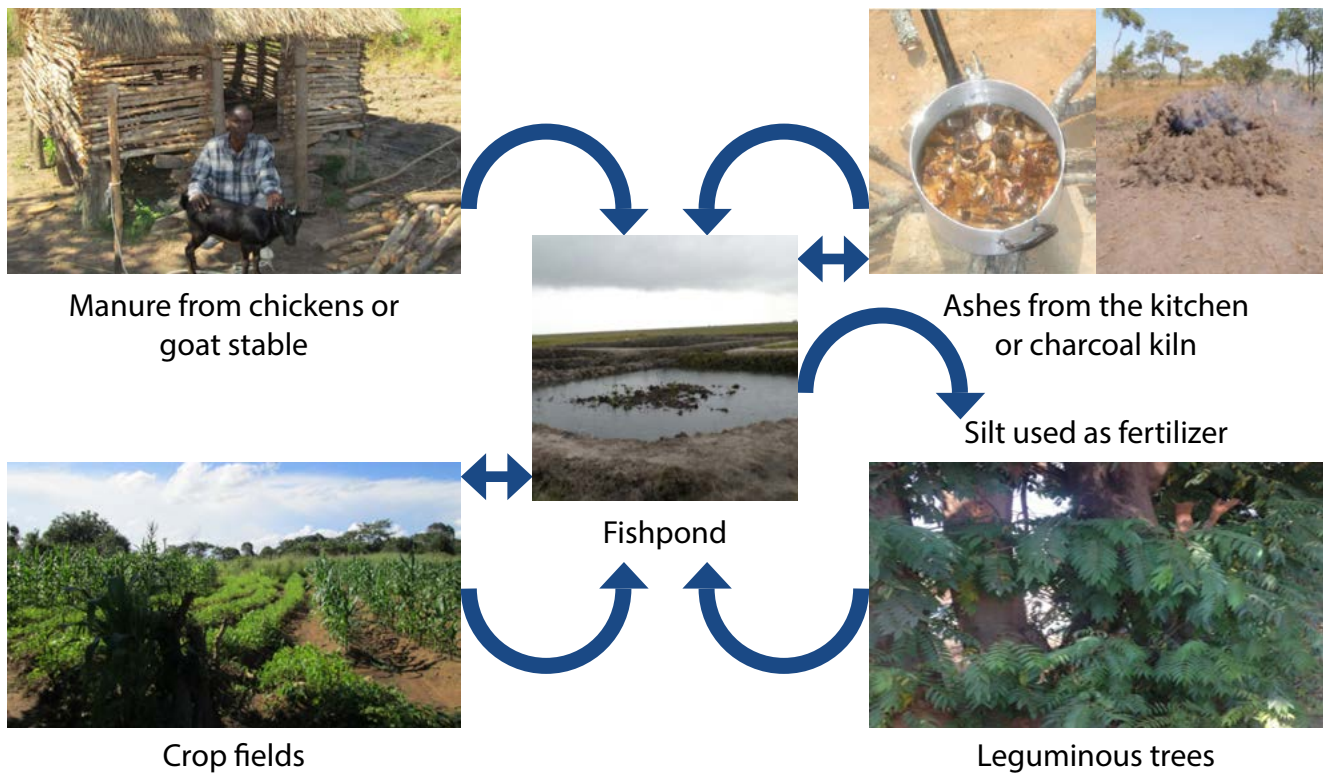 Manure from chickens or
goat stable
Ashes from the kitchen
or charcoal kiln
Silt used as fertilizer
Fishpond
Crop fields
Leguminous trees